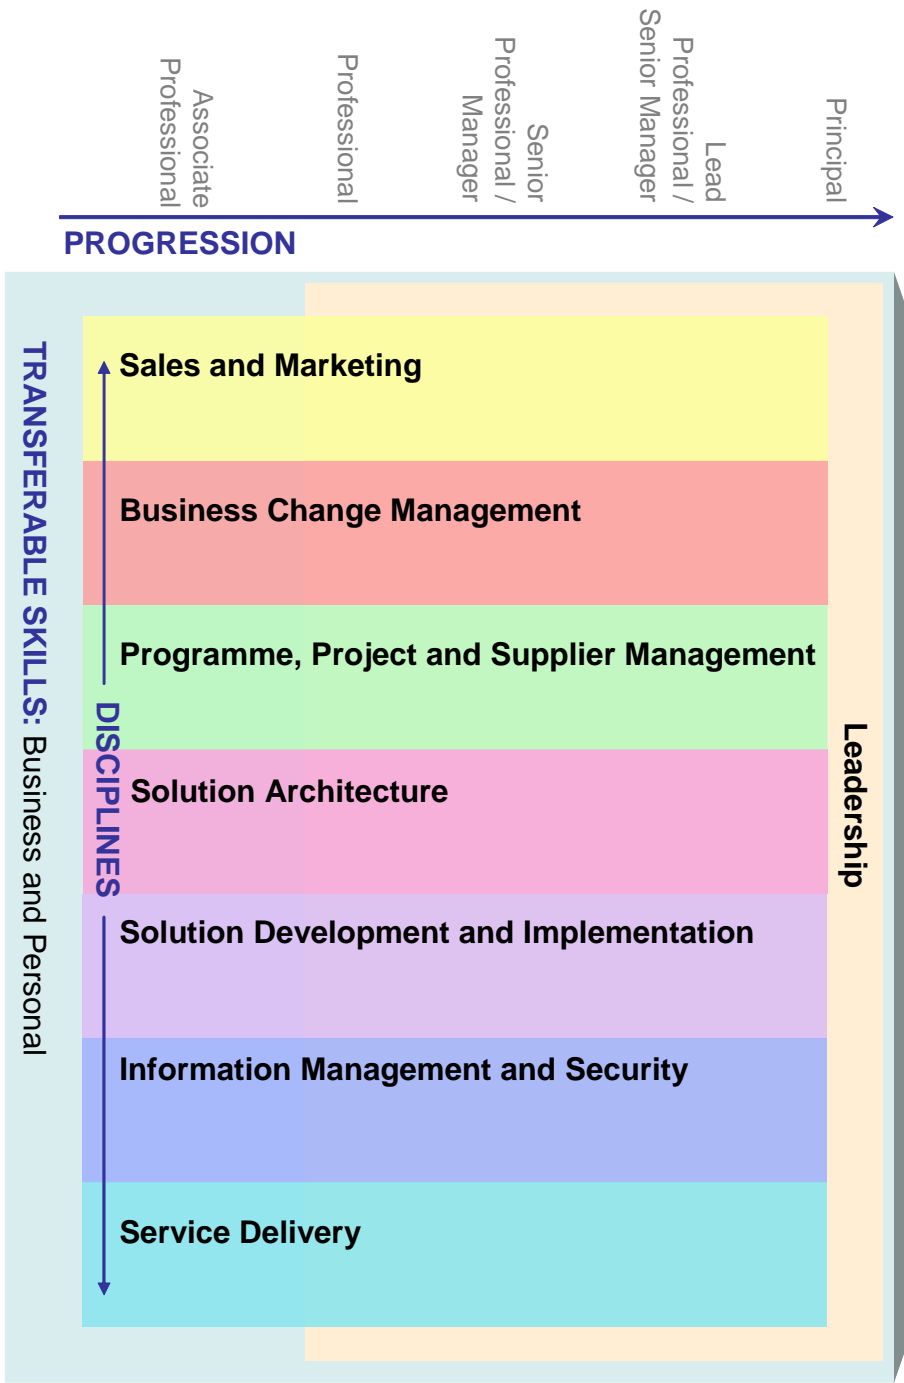 Associate
Professional
Professional
Senior
Professional /
Manager
Lead
Professional /
Senior Manager
Principal
PROGRESSION
TRANSFERABLE SKILLS: Business and Personal
DISCIPLINES
Sales and Marketing
Business Change Management
Programme, Project and Supplier Management
Solution Architecture
Solution Development and Implementation
Information Management and Security
Service Delivery
Leadership